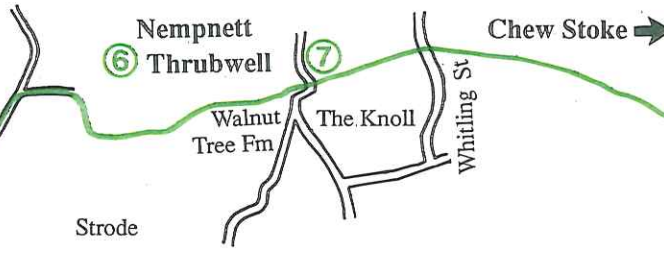 Nempnett
⑥ Thrubwell
⑦
Chew Stoke
Walnut
Tree Fm
The Knoll
Whitling St
Strode